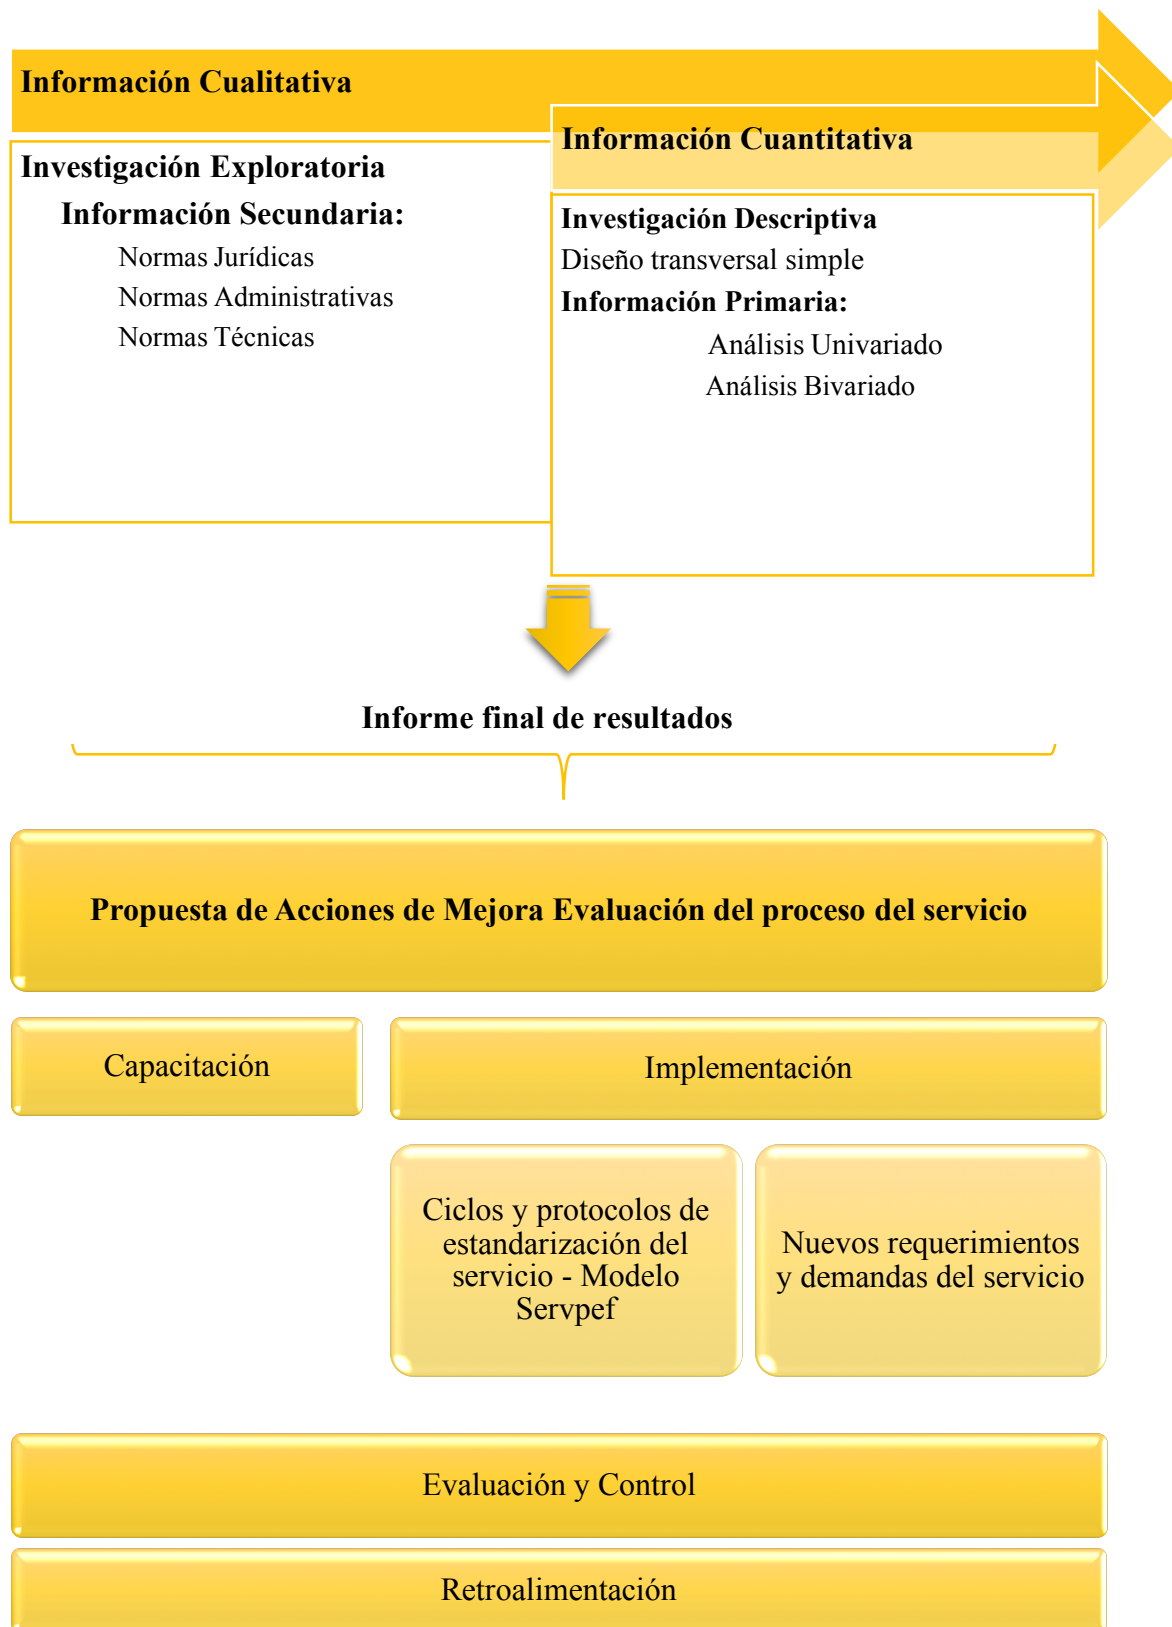 Información Cualitativa
Investigación Exploratoria
Información Secundaria:
Normas Jurídicas
Normas Administrativas
Normas Técnicas
Información Cuantitativa
Investigación Descriptiva
Diseño transversal simple
Información Primaria:
Análisis Univariado
Análisis Bivariado
Informe final de resultados
Propuesta de Acciones de Mejora Evaluación del proceso del servicio
Capacitación
Implementación
Ciclos y protocolos de
estandarización del
servicio - Modelo
Servpef
Nuevos requerimientos
y demandas del servicio
Evaluación y Control
Retroalimentación